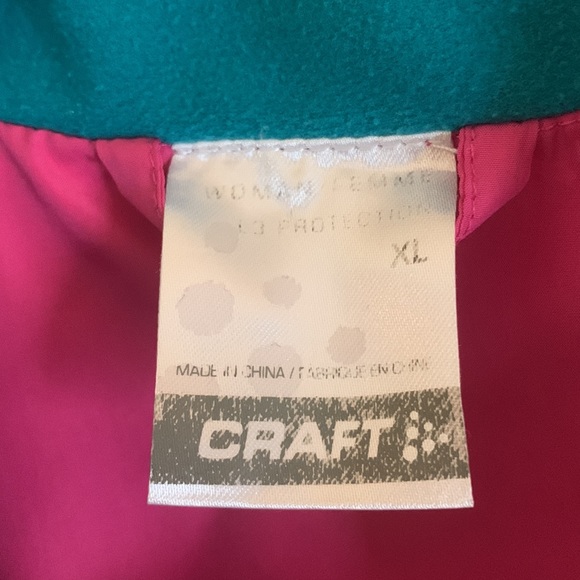 WOMAN FEMME
L3 PROTECTION
XL
MADE IN CHINA / FABRIQUE EN CHINE
CRAFT